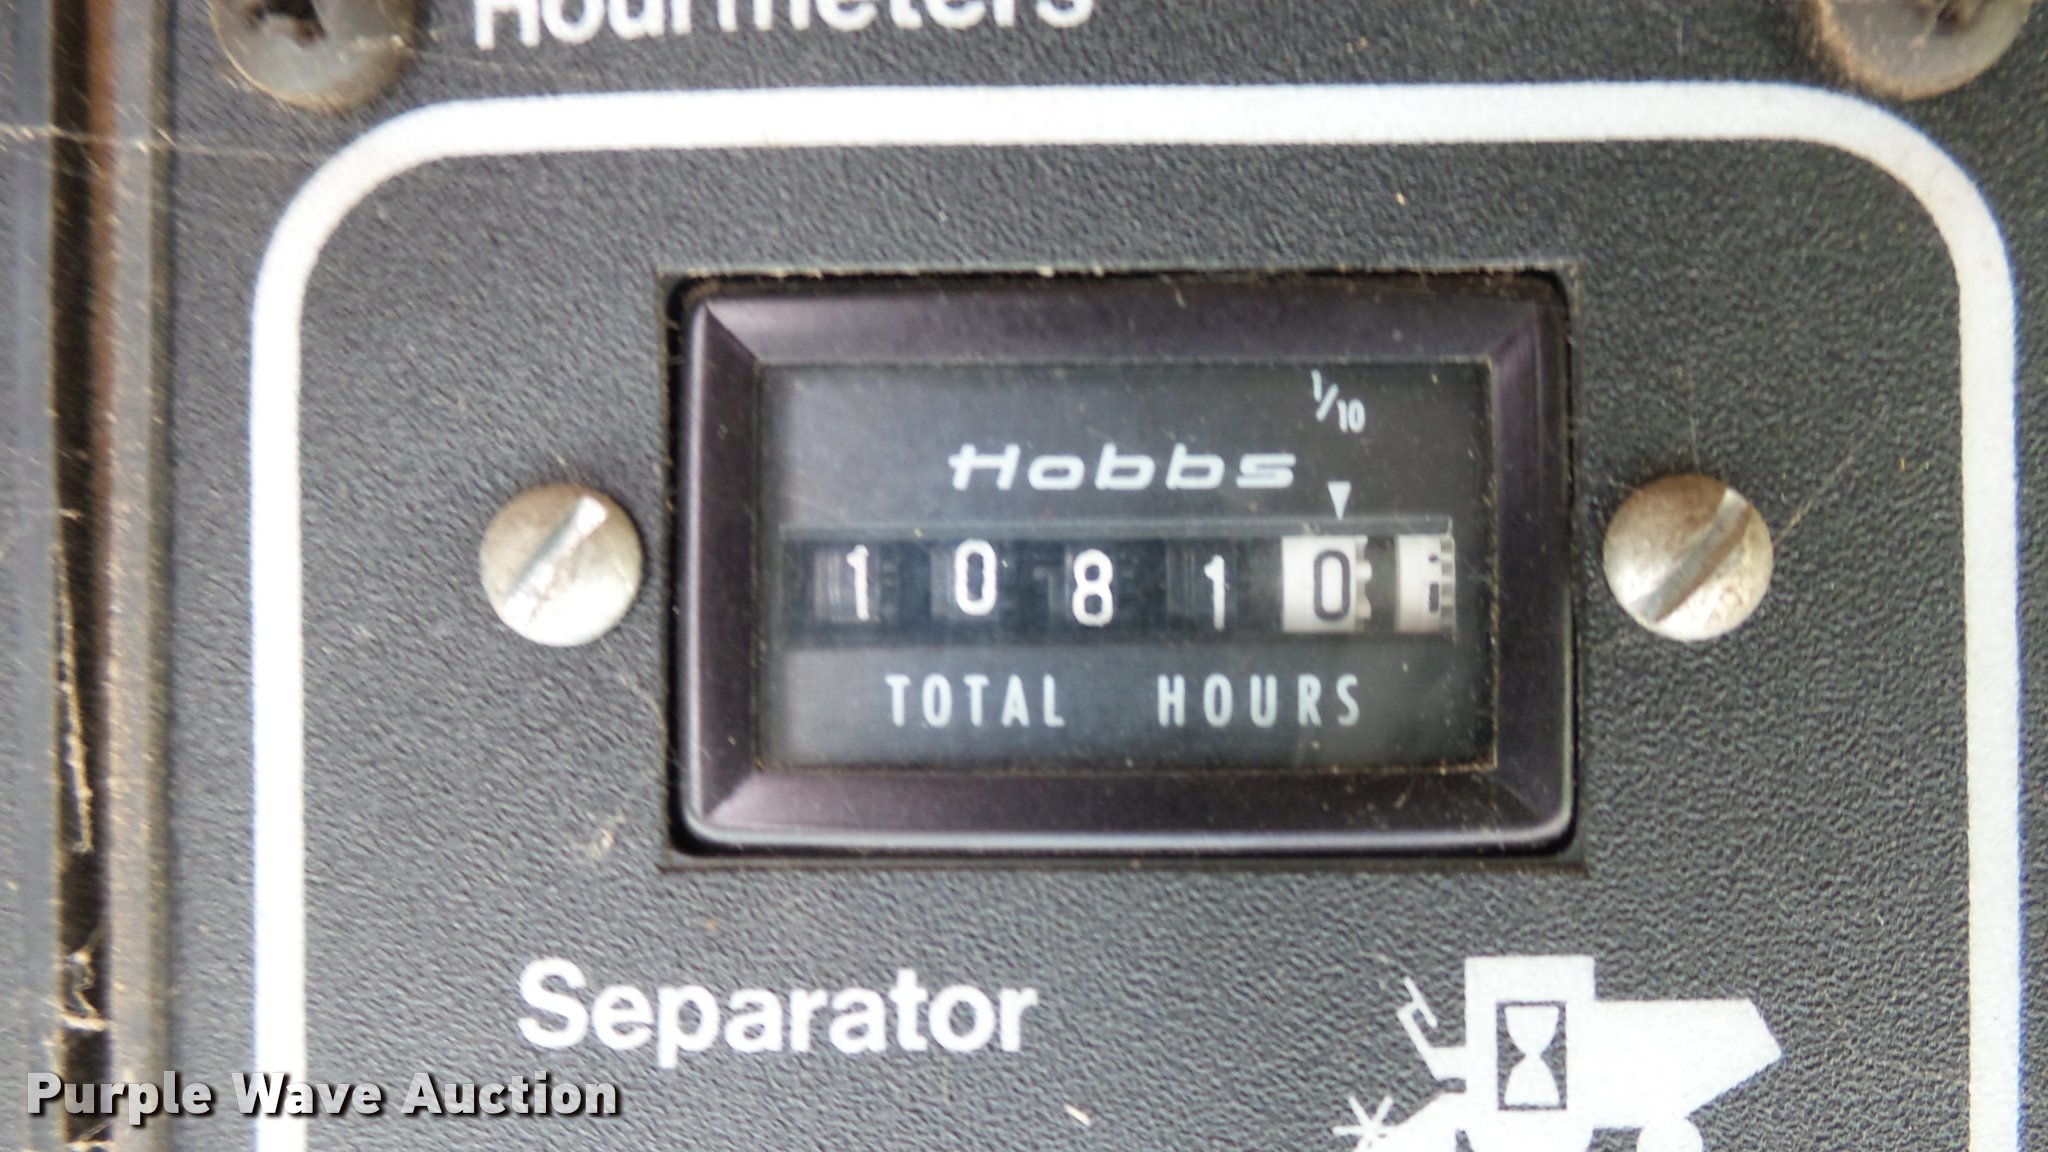 Hourmeters
1/10
Hobbs
1 0 8 1 0
TOTAL HOURS
Separator
Purple Wave Auction